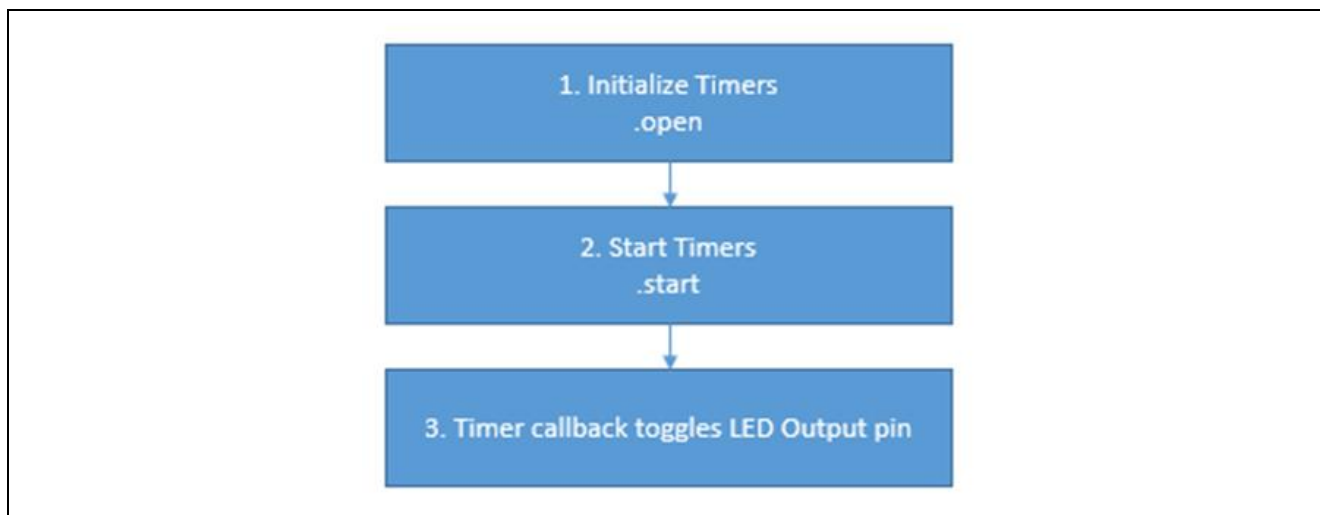 1. Initialize Timers
.open
2. Start Timers
.start
3. Timer callback toggles LED Output pin